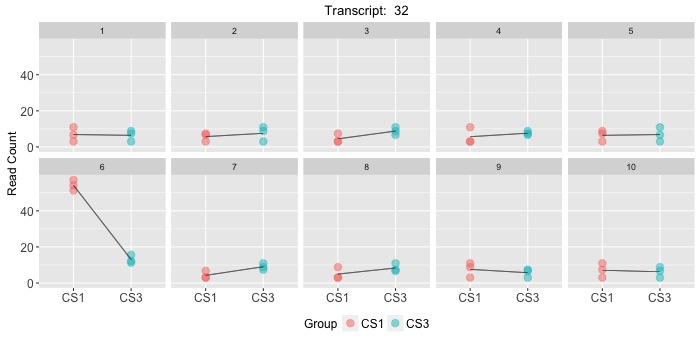 Transcript: 32
1 2 3 4 5
40
20
0
Read Count
6 7 8 9 10
40
20
0
CS1 CS3 CS1 CS3 CS1 CS3 CS1 CS3 CS1 CS3
Group CS1 CS3